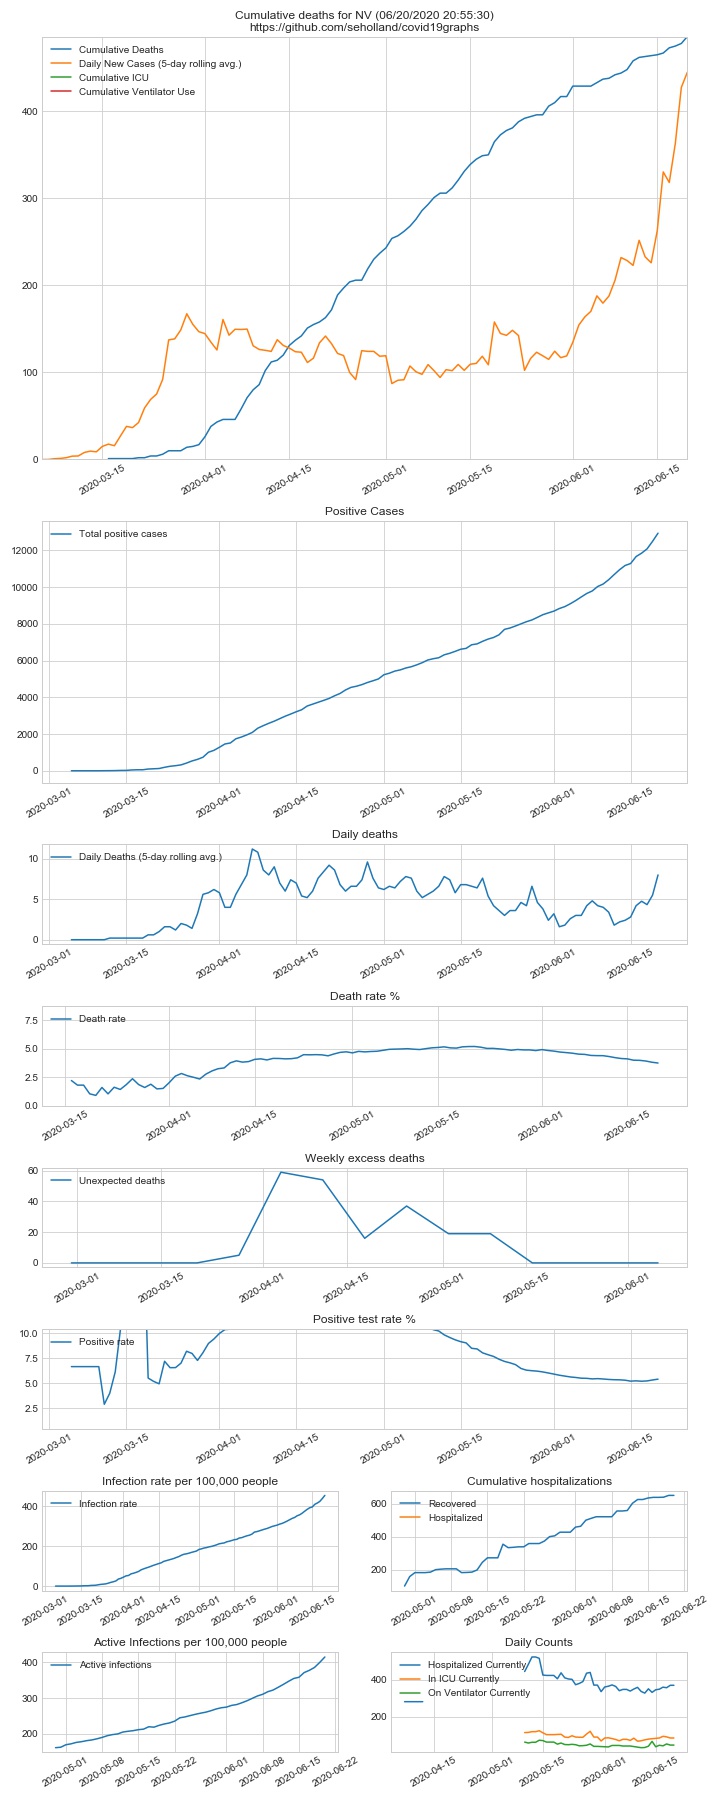 Cumulative deaths for NV (06/20/2020 20:55:30)
https://github.com/seholland/covid19graphs
Cumulative Deaths
Daily New Cases (5-day rolling avg.)
Cumulative ICU
Cumulative Ventilator Use
400
300
200
100
0
2020-03-15 2020-04-01 2020-04-15 2020-05-01 2020-05-15 2020-06-01 2020-06-15
Positive Cases
Total positive cases
12000
10000
8000
6000
4000
2000
0
2020-03-01 2020-03-15 2020-04-01 2020-04-15 2020-05-01 2020-05-15 2020-06-01 2020-06-15
Daily deaths
Daily Deaths (5-day rolling avg.)
10
5
0
2020-03-01 2020-03-15 2020-04-01 2020-04-15 2020-05-01 2020-05-15 2020-06-01 2020-06-15
Death rate %
Death rate
7.5
5.0
2.5
0.0
2020-03-15 2020-04-01 2020-04-15 2020-05-01 2020-05-15 2020-06-01 2020-06-15
Weekly excess deaths
Unexpected deaths
60
40
20
0
2020-03-01 2020-03-15 2020-04-01 2020-04-15 2020-05-01 2020-05-15 2020-06-01
Positive test rate %
Positive rate
10.0
7.5
5.0
2.5
2020-03-01 2020-03-15 2020-04-01 2020-04-15 2020-05-01 2020-05-15 2020-06-01 2020-06-15
Infection rate per 100,000 people
Infection rate
400
200
0
2020-03-01 2020-03-15 2020-04-01 2020-04-15 2020-05-01 2020-05-15 2020-06-01 2020-06-15
Cumulative hospitalizations
Recovered
Hospitalized
600
400
200
2020-05-01 2020-05-08 2020-05-15 2020-05-22 2020-06-01 2020-06-08 2020-06-15 2020-06-22
Active Infections per 100,000 people
Active infections
400
300
200
2020-05-01 2020-05-08 2020-05-15 2020-05-22 2020-06-01 2020-06-08 2020-06-15 2020-06-22
Daily Counts
Hospitalized Currently
In ICU Currently
On Ventilator Currently
400
200
2020-04-15 2020-05-01 2020-05-15 2020-06-01 2020-06-15